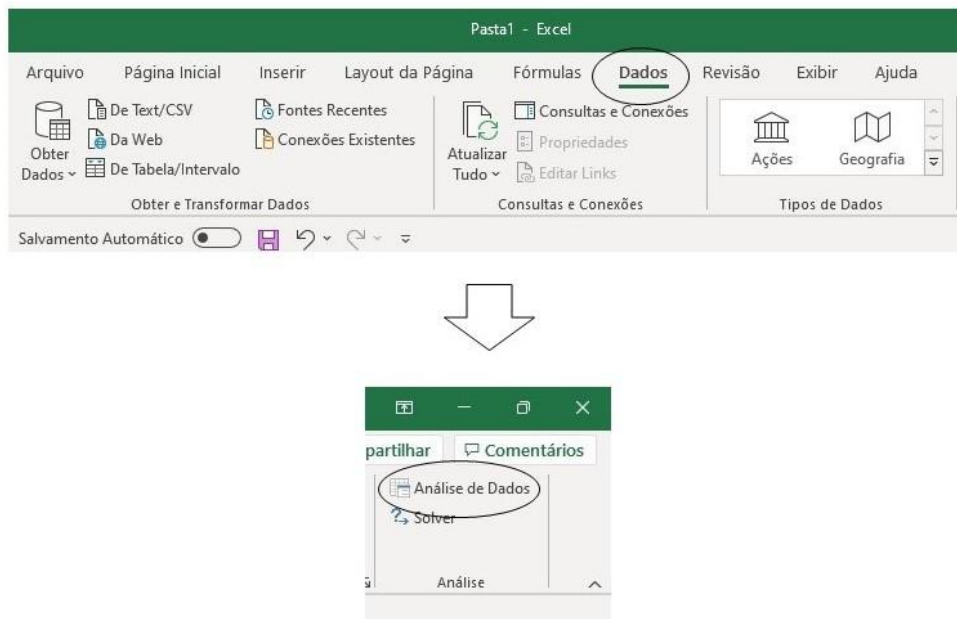 Pasta1 - Excel
Arquivo Página Inicial Inserir Layout da Página Fórmulas Dados Revisão Exibir Ajuda
Obter Dados
De Text/CSV
Da Web
De Tabela/Intervalo
Fontes Recentes
Conexões Existentes
Obter e Transformar Dados
Atualizar Tudo
Consultas e Conexões
Propriedades
Editar Links
Consultas e Conexões
Ações
Geografia
Tipos de Dados
Salvamento Automático
partilhar
Comentários
Análise de Dados
Solver
Análise